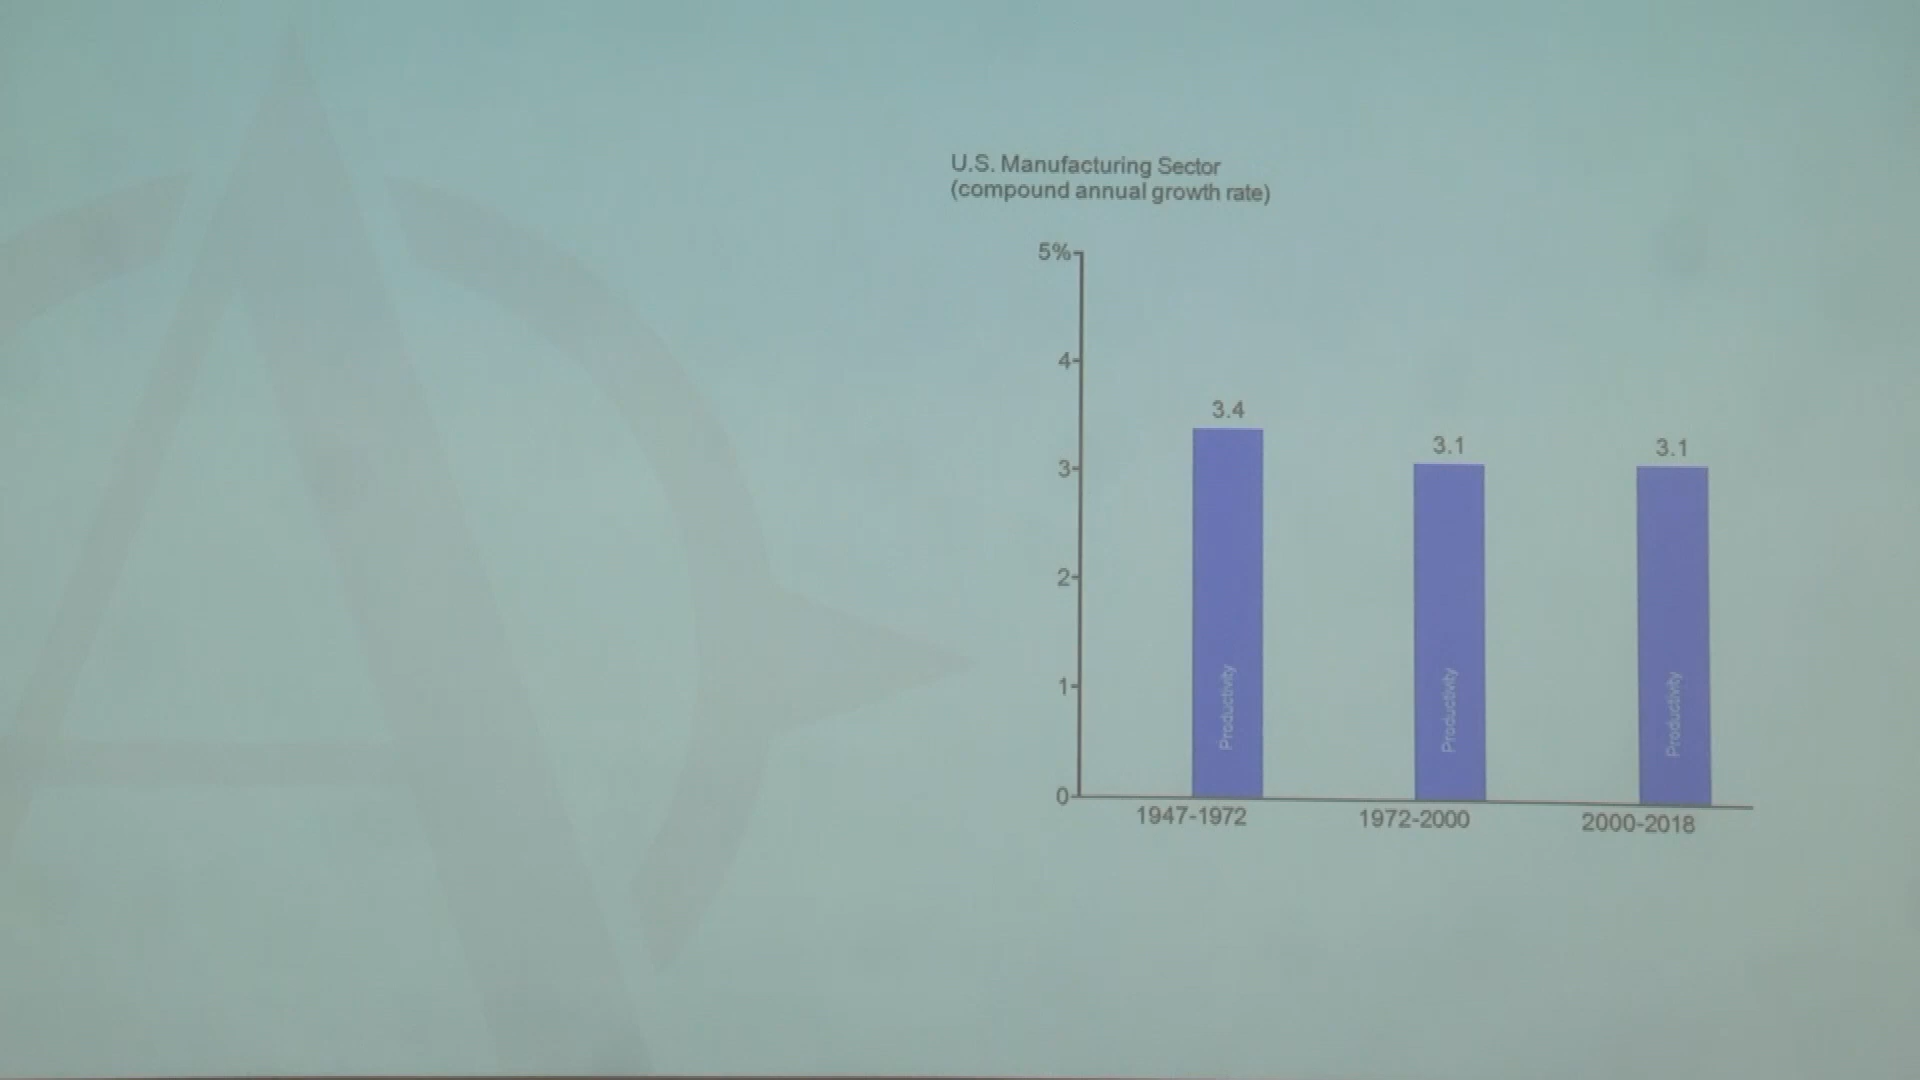 U.S. Manufacturing Sector
(compound annual growth rate)
5%
4
3
2
1
0
3.4
3.1
3.1
Productivity
Productivity
Productivity
1947-1972
1972-2000
2000-2018